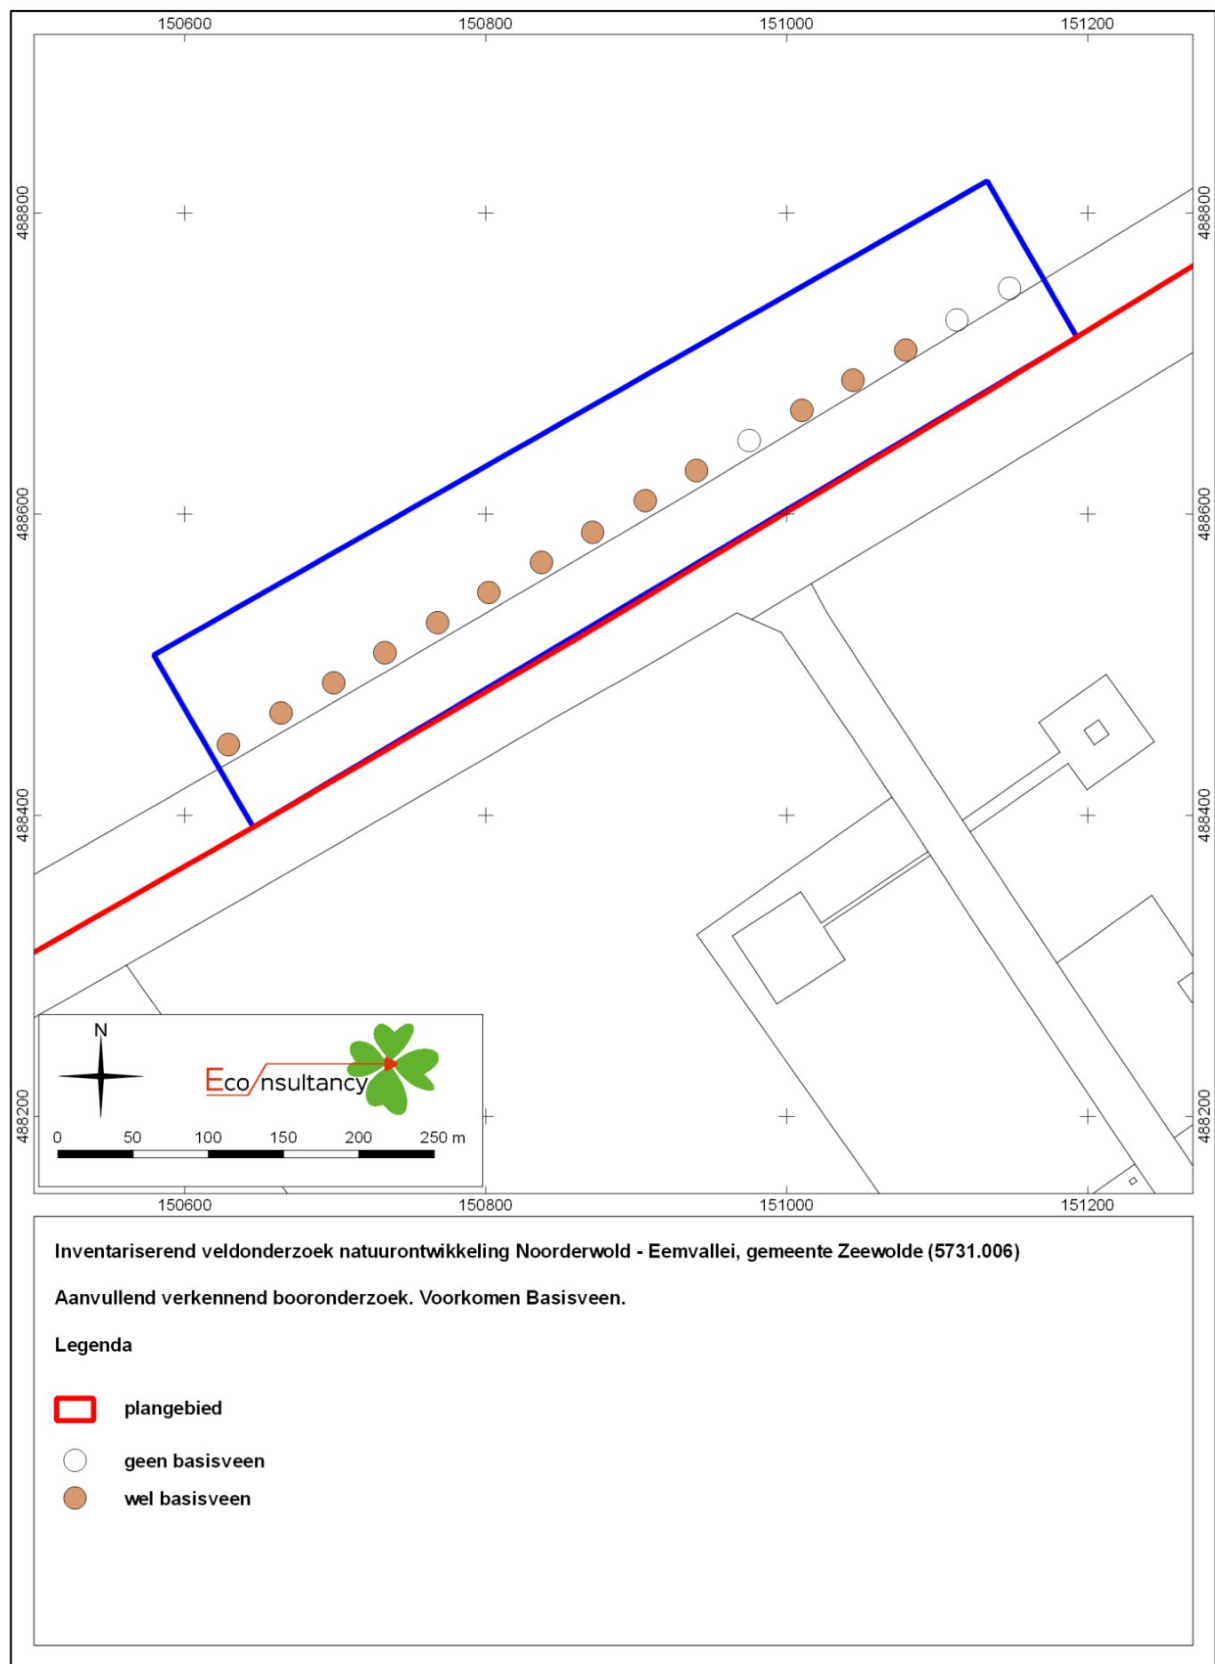 150600 150800 151000 151200
488800 488800
488600 488600
488400 488400
488200 488200
N
Eco/nsultancy
0 50 100 150 200 250 m
150600 150800 151000 151200
Inventariserend veldonderzoek natuurontwikkeling Noorderwold - Eemvallei, gemeente Zeewolde (5731.006)
Aanvullend verkennend booronderzoek. Voorkomen Basisveen.
Legenda
plangebied
geen basisveen
wel basisveen